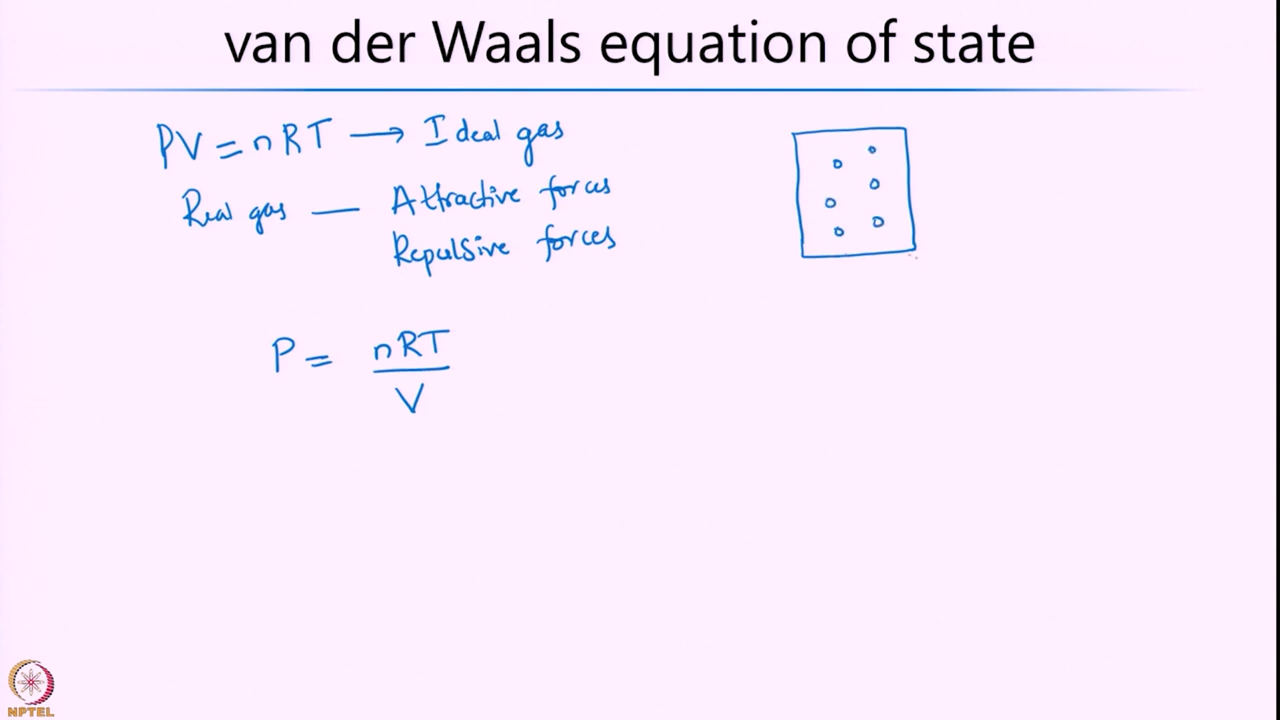 van der Waals equation of state
PV = nRT → Ideal gas
Real gas — Attractive forces
Repulsive forces
P = nRT / V
NPTEL